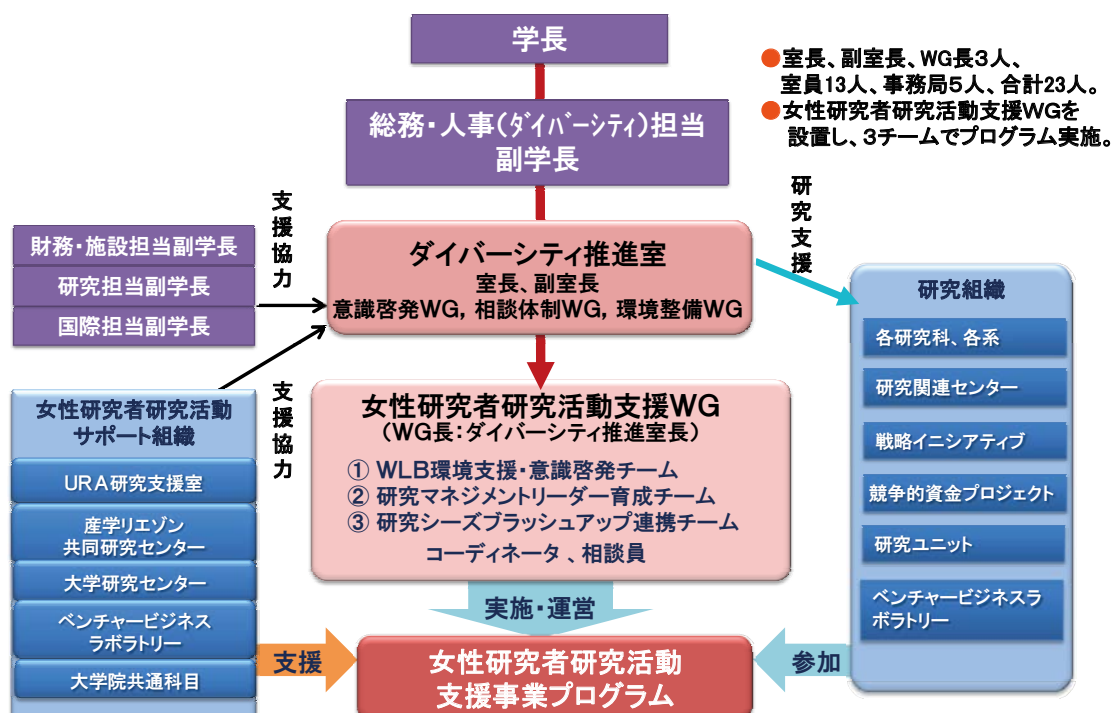 学長
●室長、副室長、WG長3人、
室員13人、事務局5人、合計23人。
●女性研究者研究活動支援WGを
設置し、3チームでプログラム実施。
総務・人事(ダイバーシティ)担当
副学長
支援協力
研究支援
財務・施設担当副学長
研究担当副学長
国際担当副学長
ダイバーシティ推進室
室長、副室長
意識啓発WG, 相談体制WG, 環境整備WG
研究組織
各研究科、各系
研究関連センター
戦略イニシアティブ
競争的資金プロジェクト
研究ユニット
ベンチャービジネスラ
ボラトリー
女性研究者研究活動
サポート組織
URA研究支援室
産学リエゾン
共同研究センター
大学研究センター
ベンチャービジネス
ラボラトリー
大学院共通科目
支援協力
女性研究者研究活動支援WG
(WG長:ダイバーシティ推進室長)
① WLB環境支援・意識啓発チーム
② 研究マネジメントリーダー育成チーム
③ 研究シーズブラッシュアップ連携チーム
コーディネータ 、相談員
実施・運営
支援
女性研究者研究活動
支援事業プログラム
参加